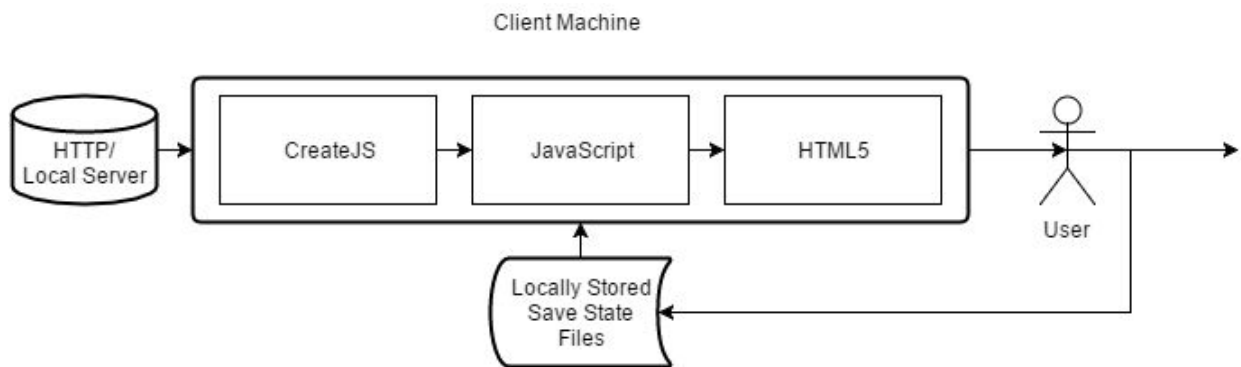 Client Machine
HTTP/
Local Server
CreateJS
JavaScript
HTML5
User
Locally Stored
Save State
Files